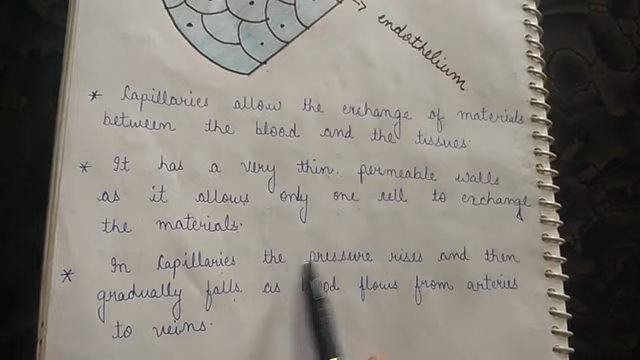 endothelium
* Capillaries allow the exchange of materials
between the blood and the tissues.
* It has a very thin permeable walls
as it allows only one cell to exchange
the materials.
* In Capillaries the pressure rises and then
gradually falls as blood flows from arteries
to veins.